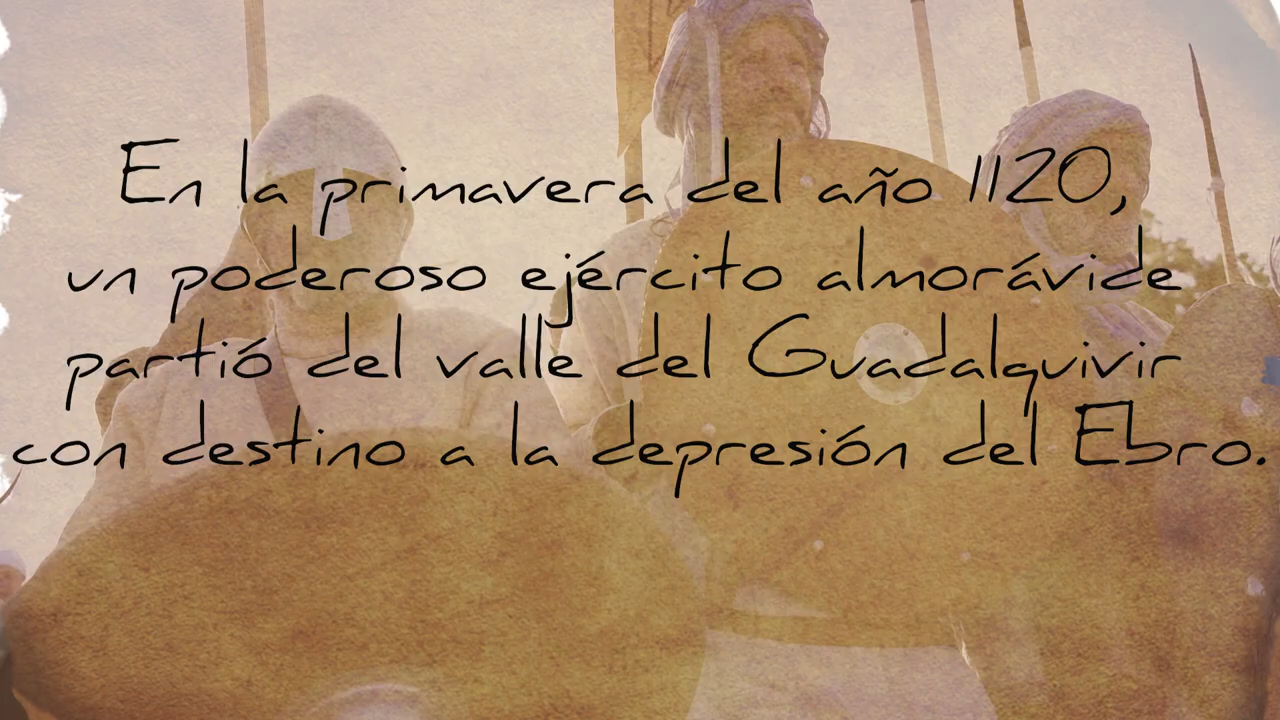 En la primavera del año 1120,
un poderoso ejército almorávide
partió del valle del Guadalquivir
con destino a la depresión del Ebro.